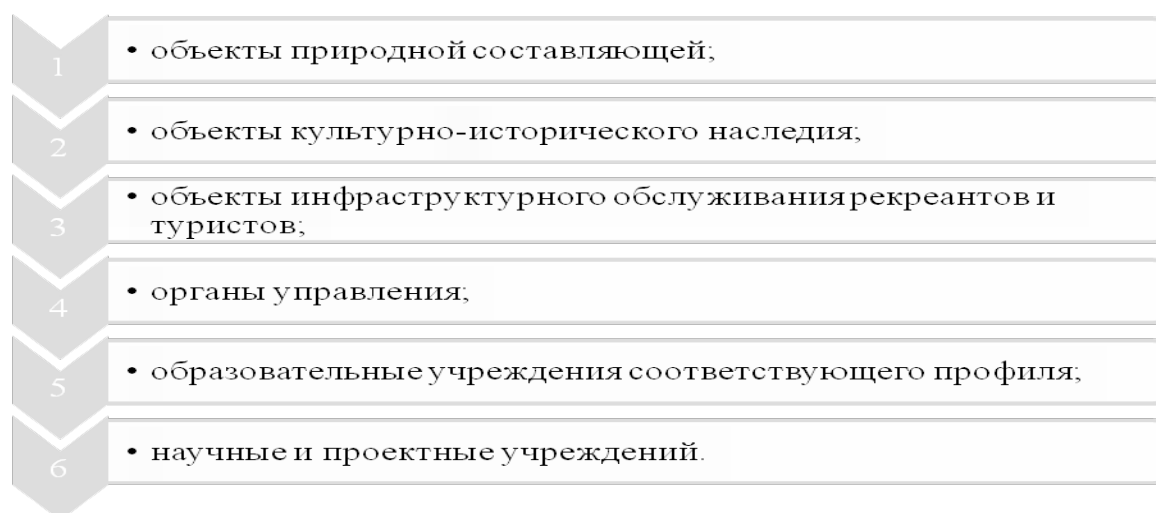 1
• объекты природной составляющей;
2
• объекты культурно-исторического наследия;
3
• объекты инфраструктурного обслуживания рекреантов и
туристов;
4
• органы управления;
5
• образовательные учреждения соответствующего профиля;
6
• научные и проектные учреждений.